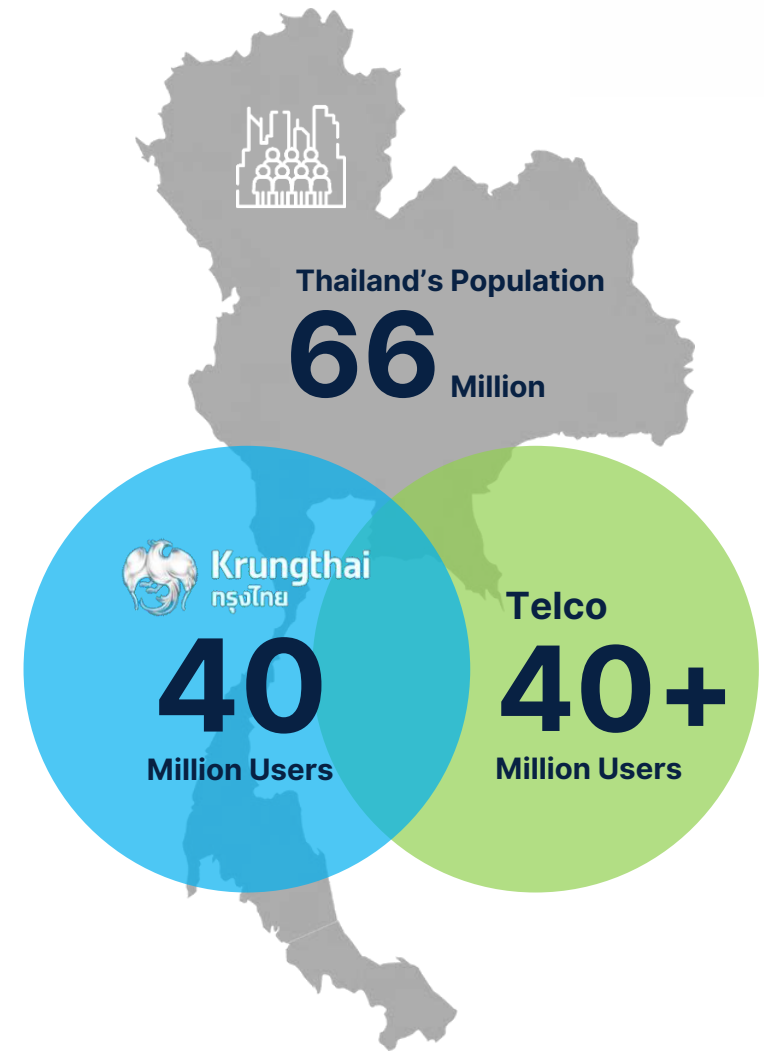 Thailand’s Population
66 Million
Krungthai
กรุงไทย
40
Million Users
Telco
40+
Million Users